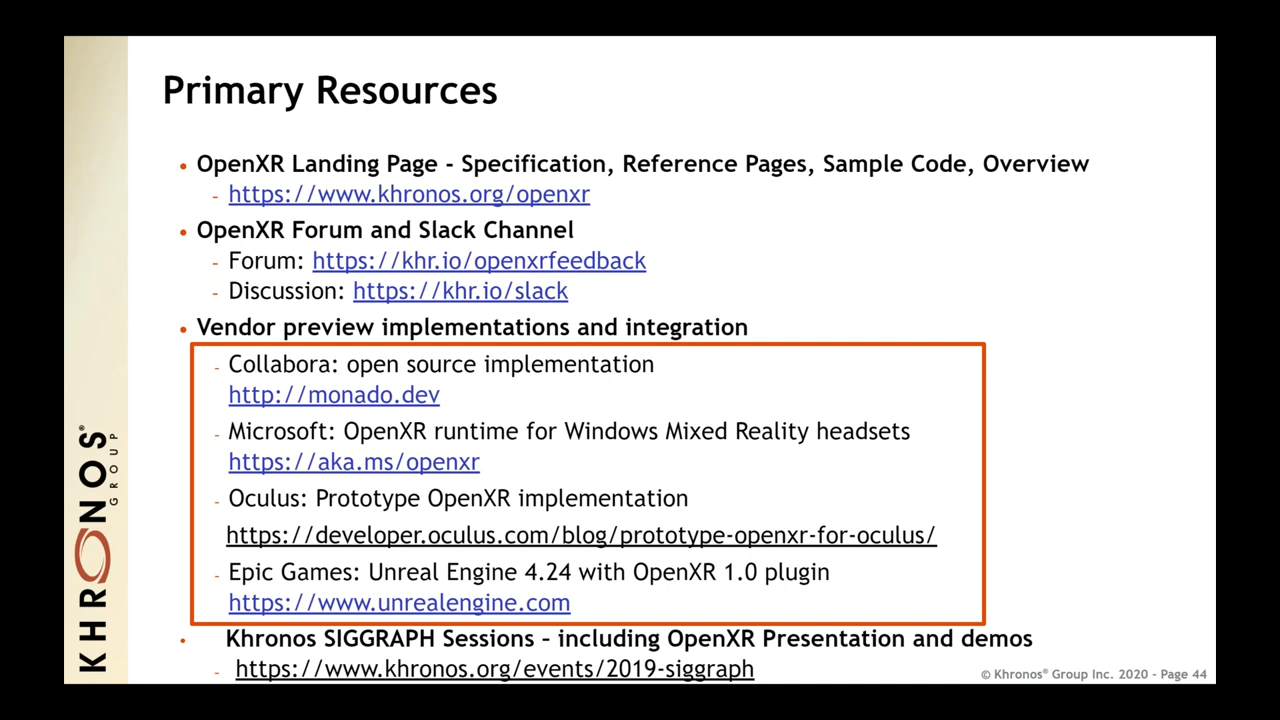 Primary Resources
• OpenXR Landing Page - Specification, Reference Pages, Sample Code, Overview
- https://www.khronos.org/openxr
• OpenXR Forum and Slack Channel
- Forum: https://khr.io/openxrfeedback
- Discussion: https://khr.io/slack
• Vendor preview implementations and integration
- Collabora: open source implementation
http://monado.dev
- Microsoft: OpenXR runtime for Windows Mixed Reality headsets
https://aka.ms/openxr
- Oculus: Prototype OpenXR implementation
https://developer.oculus.com/blog/prototype-openxr-for-oculus/
- Epic Games: Unreal Engine 4.24 with OpenXR 1.0 plugin
https://www.unrealengine.com
• Khronos SIGGRAPH Sessions – including OpenXR Presentation and demos
- https://www.khronos.org/events/2019-siggraph
© Khronos® Group Inc. 2020 - Page 44
KHRONOS®
GROUP